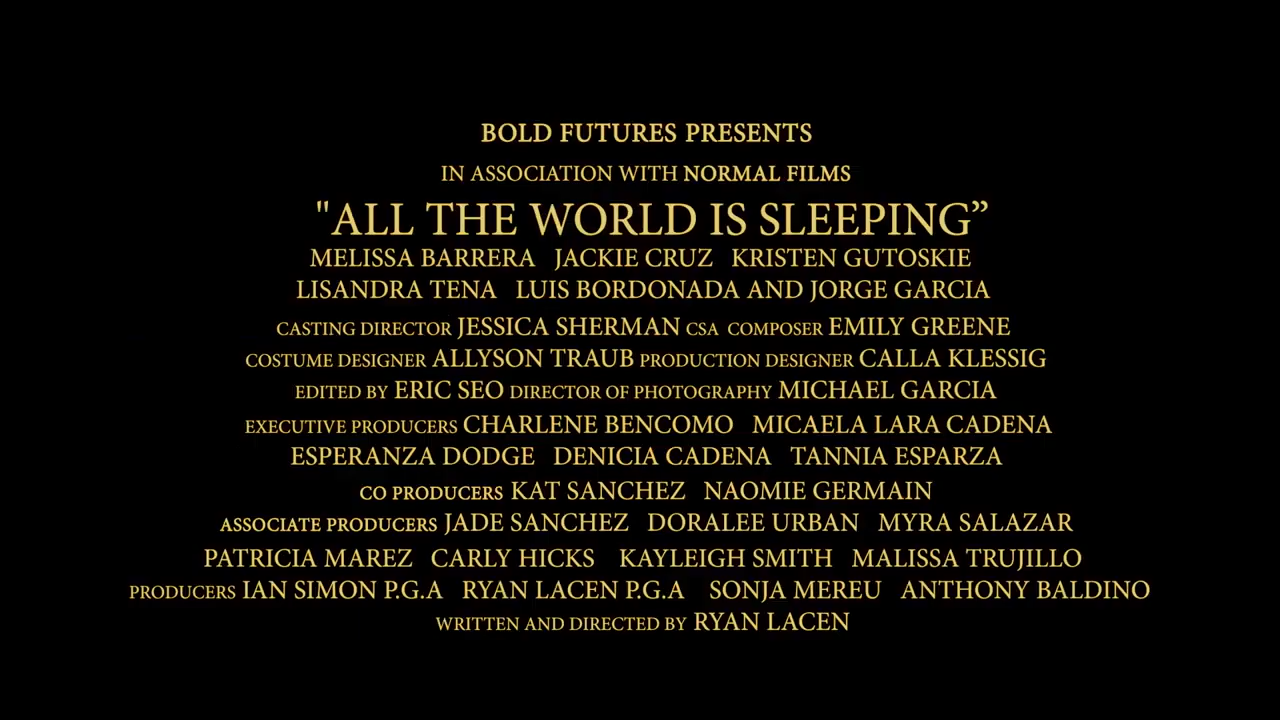 BOLD FUTURES PRESENTS
IN ASSOCIATION WITH NORMAL FILMS
"ALL THE WORLD IS SLEEPING”
MELISSA BARRERA JACKIE CRUZ KRISTEN GUTOSKIE
LISANDRA TENA LUIS BORDONADA AND JORGE GARCIA
CASTING DIRECTOR JESSICA SHERMAN CSA COMPOSER EMILY GREENE
COSTUME DESIGNER ALLYSON TRAUB PRODUCTION DESIGNER CALLA KLESSIG
EDITED BY ERIC SEO DIRECTOR OF PHOTOGRAPHY MICHAEL GARCIA
EXECUTIVE PRODUCERS CHARLENE BENCOMO MICAELA LARA CADENA
ESPERANZA DODGE DENICIA CADENA TANNIA ESPARZA
CO PRODUCERS KAT SANCHEZ NAOMIE GERMAIN
ASSOCIATE PRODUCERS JADE SANCHEZ DORALEE URBAN MYRA SALAZAR
PATRICIA MAREZ CARLY HICKS KAYLEIGH SMITH MALISSA TRUJILLO
PRODUCERS IAN SIMON P.G.A RYAN LACEN P.G.A SONJA MEREU ANTHONY BALDINO
WRITTEN AND DIRECTED BY RYAN LACEN